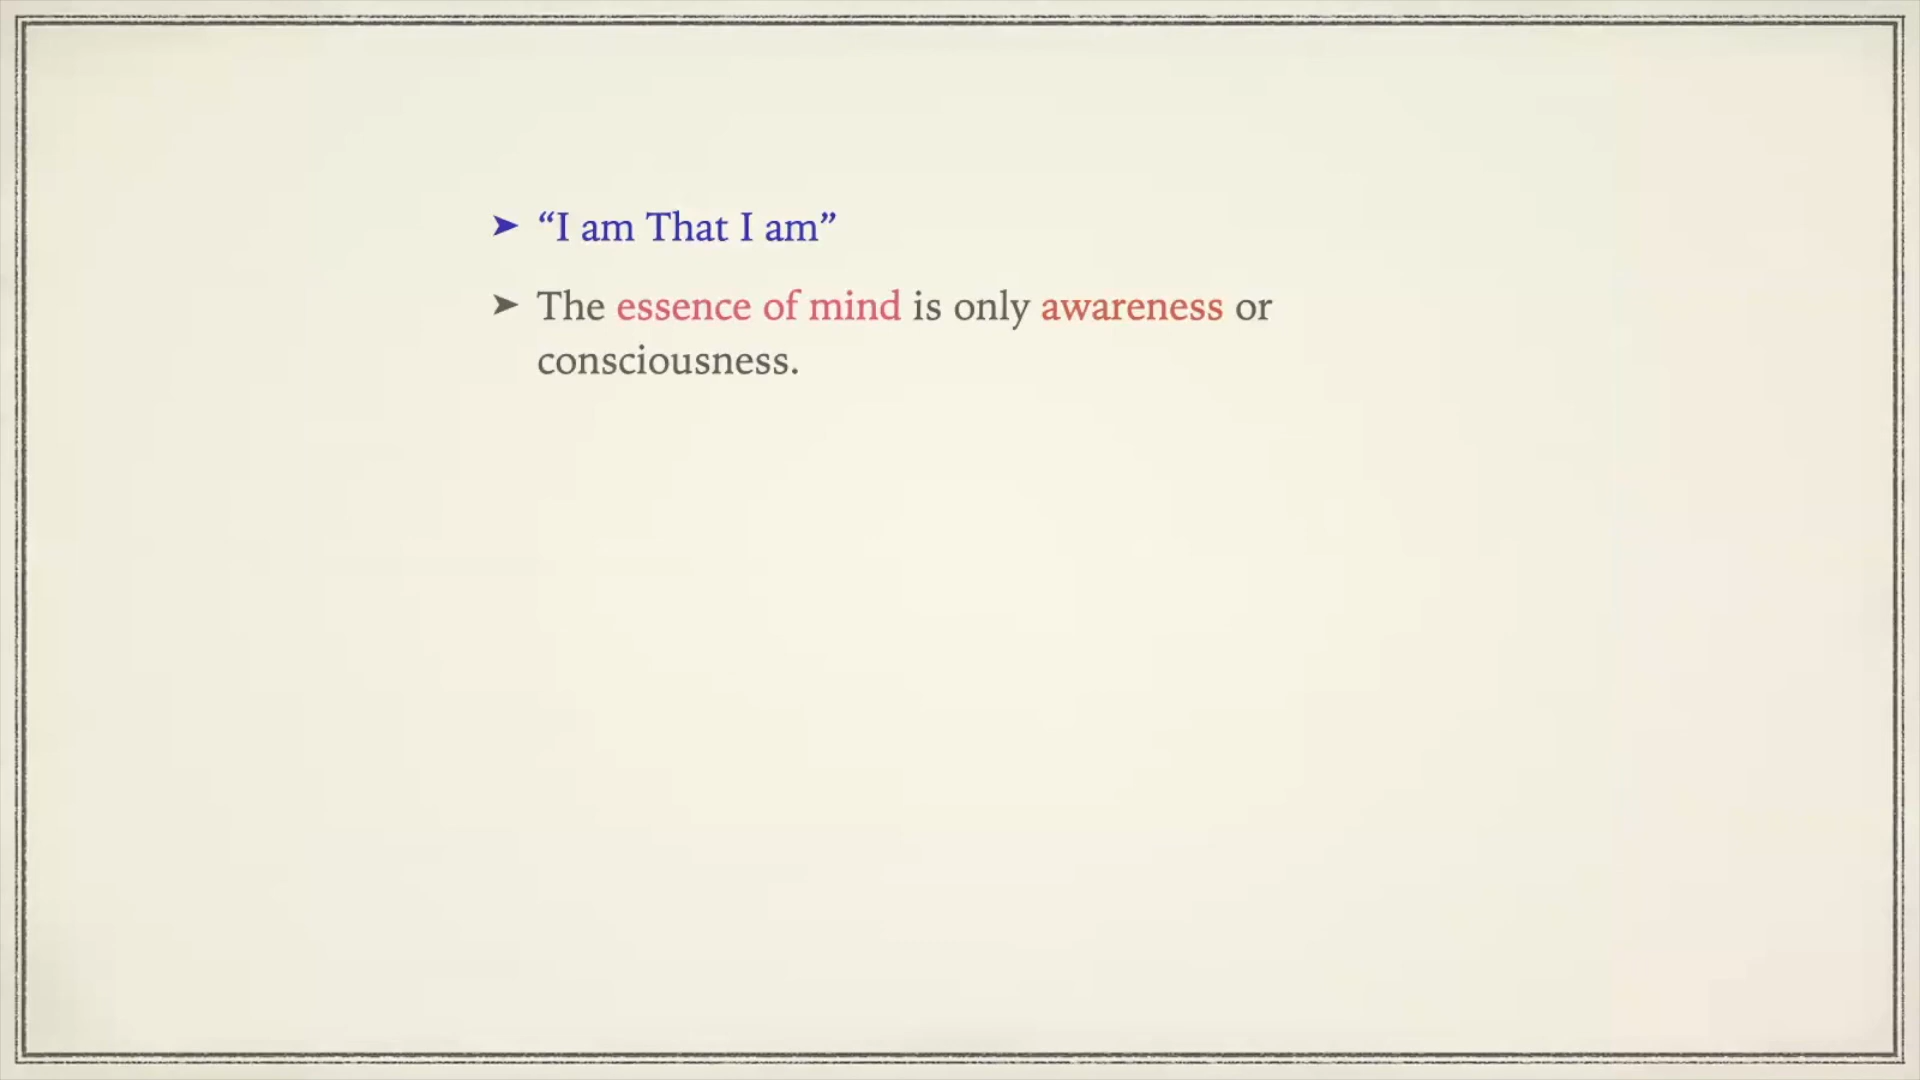 ➤ “I am That I am”
➤ The essence of mind is only awareness or
consciousness.